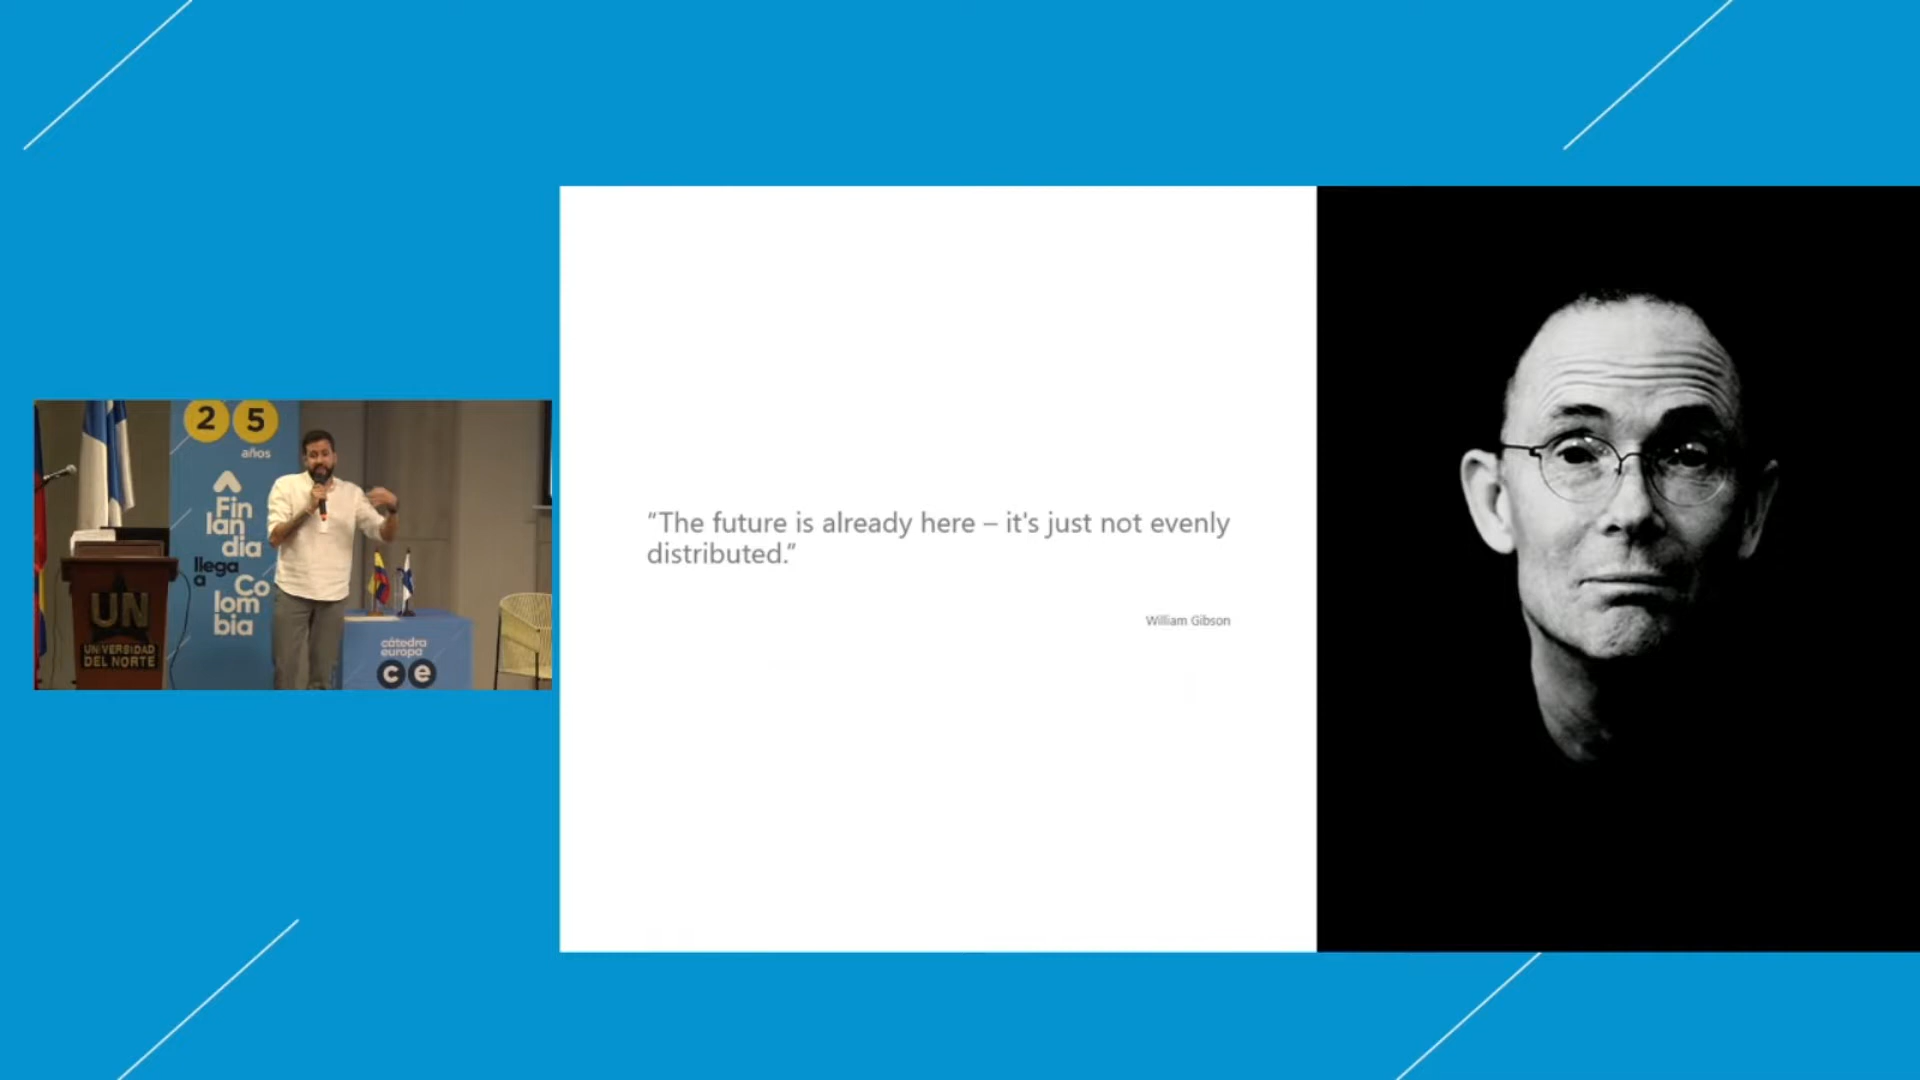 2 5
años
Fin
lan
dia
llega
a
Co
lom
bia
UN
UNIVERSIDAD
DEL NORTE
cátedra
europa
c e
“The future is already here – it's just not evenly
distributed.”
William Gibson